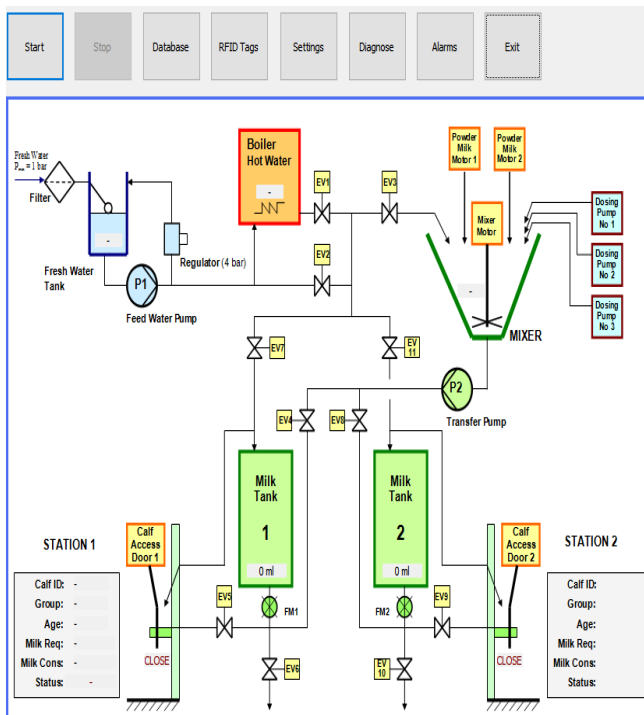 Start
Stop
Database
RFID Tags
Settings
Diagnose
Alarms
Exit
Fresh Water
Pmin = 1 bar
Filter
Fresh Water
Tank
-
P1
Feed Water Pump
Regulator (4 bar)
Boiler
Hot Water
-
EV1
EV2
EV3
Powder
Milk
Motor 1
Powder
Milk
Motor 2
Mixer
Motor
-
MIXER
Dosing
Pump
No 1
Dosing
Pump
No 2
Dosing
Pump
No 3
EV7
EV
11
P2
Transfer Pump
EV4
EV8
Milk
Tank
1
0 ml
Milk
Tank
2
0 ml
FM1
FM2
EV5
EV9
EV6
EV
10
STATION 1
Calf
Access
Door 1
CLOSE
Calf ID: -
Group: -
Age: -
Milk Req: -
Milk Cons: -
Status: -
STATION 2
Calf
Access
Door 2
CLOSE
Calf ID:
Group:
Age:
Milk Req:
Milk Cons:
Status: